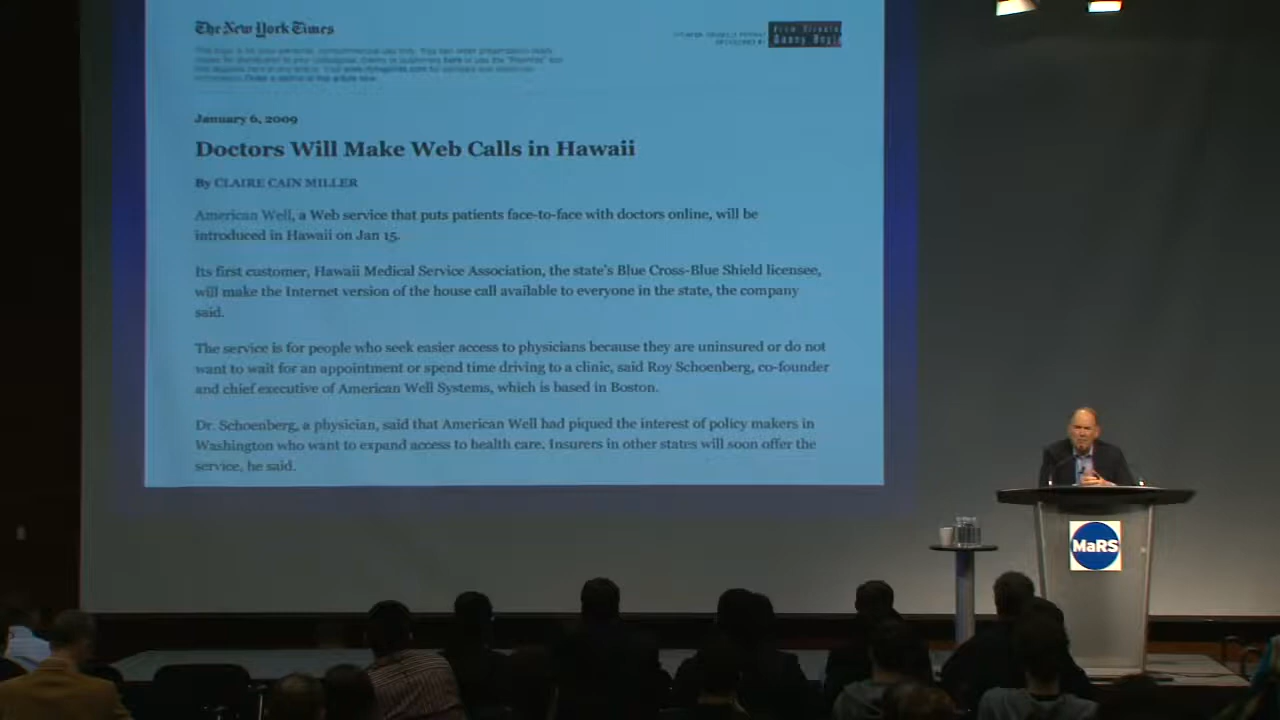 The New York Times
January 6, 2009
Doctors Will Make Web Calls in Hawaii
By CLAIRE CAIN MILLER
American Well, a Web service that puts patients face-to-face with doctors online, will be
introduced in Hawaii on Jan 15.
Its first customer, Hawaii Medical Service Association, the state's Blue Cross-Blue Shield licensee,
will make the Internet version of the house call available to everyone in the state, the company
said.
The service is for people who seek easier access to physicians because they are uninsured or do not
want to wait for an appointment or spend time driving to a clinic, said Roy Schoenberg, co-founder
and chief executive of American Well Systems, which is based in Boston.
Dr. Schoenberg, a physician, said that American Well had piqued the interest of policy makers in
Washington who want to expand access to health care. Insurers in other states will soon offer the
service, he said.
MaRS